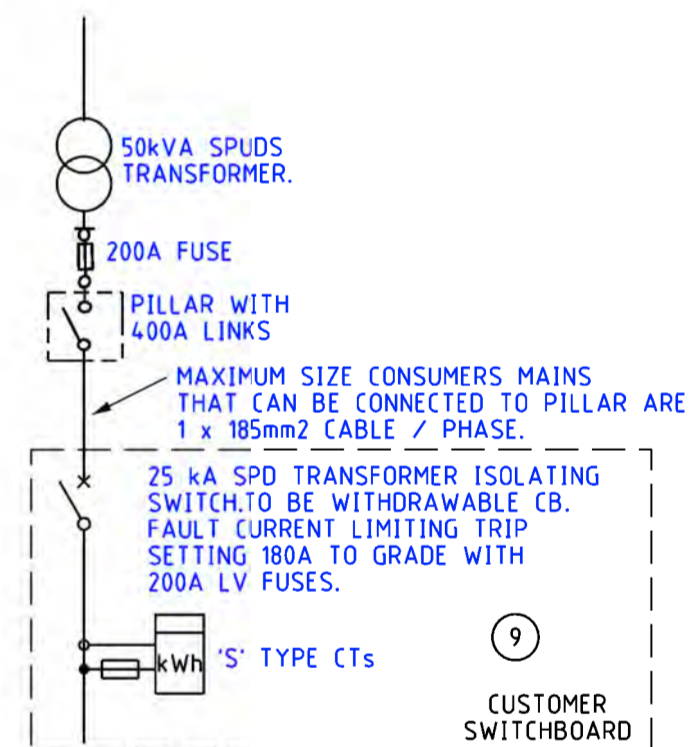 50kVA SPUDS
TRANSFORMER.
200A FUSE
PILLAR WITH
400A LINKS
MAXIMUM SIZE CONSUMERS MAINS
THAT CAN BE CONNECTED TO PILLAR ARE
1 x 185mm2 CABLE / PHASE.
25 kA SPD TRANSFORMER ISOLATING
SWITCH.TO BE WITHDRAWABLE CB.
FAULT CURRENT LIMITING TRIP
SETTING 180A TO GRADE WITH
200A LV FUSES.
kWh
'S' TYPE CTs
9
CUSTOMER
SWITCHBOARD